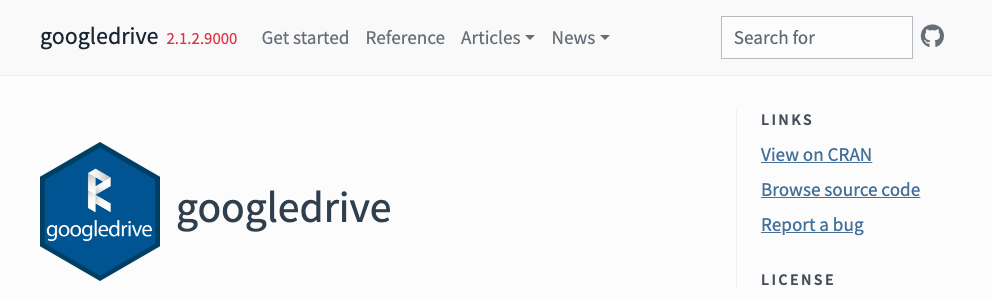 googledrive 2.1.2.9000 Get started Reference Articles News Search for
LINKS
View on CRAN
Browse source code
Report a bug
googledrive
googledrive
LICENSE